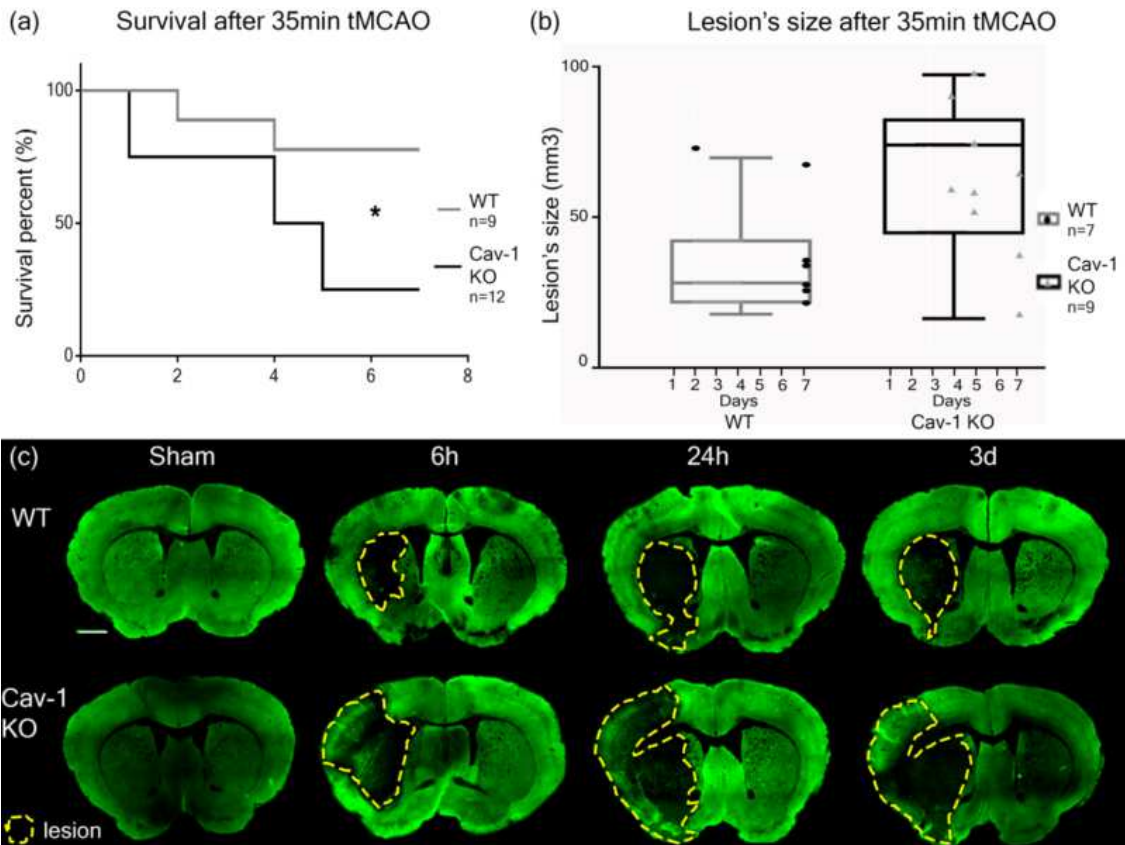 (a) Survival after 35min tMCAO
Survival percent (%)
100
50
0
0 2 4 6 8
*
WT
n=9
Cav-1
KO
n=12
(b) Lesion's size after 35min tMCAO
Lesion's size (mm3)
100
50
0
1 2 3 4 5 6 7
Days
WT
1 2 3 4 5 6 7
Days
Cav-1 KO
WT
n=7
Cav-1
KO
n=9
(c) Sham 6h 24h 3d
WT
Cav-1
KO
lesion